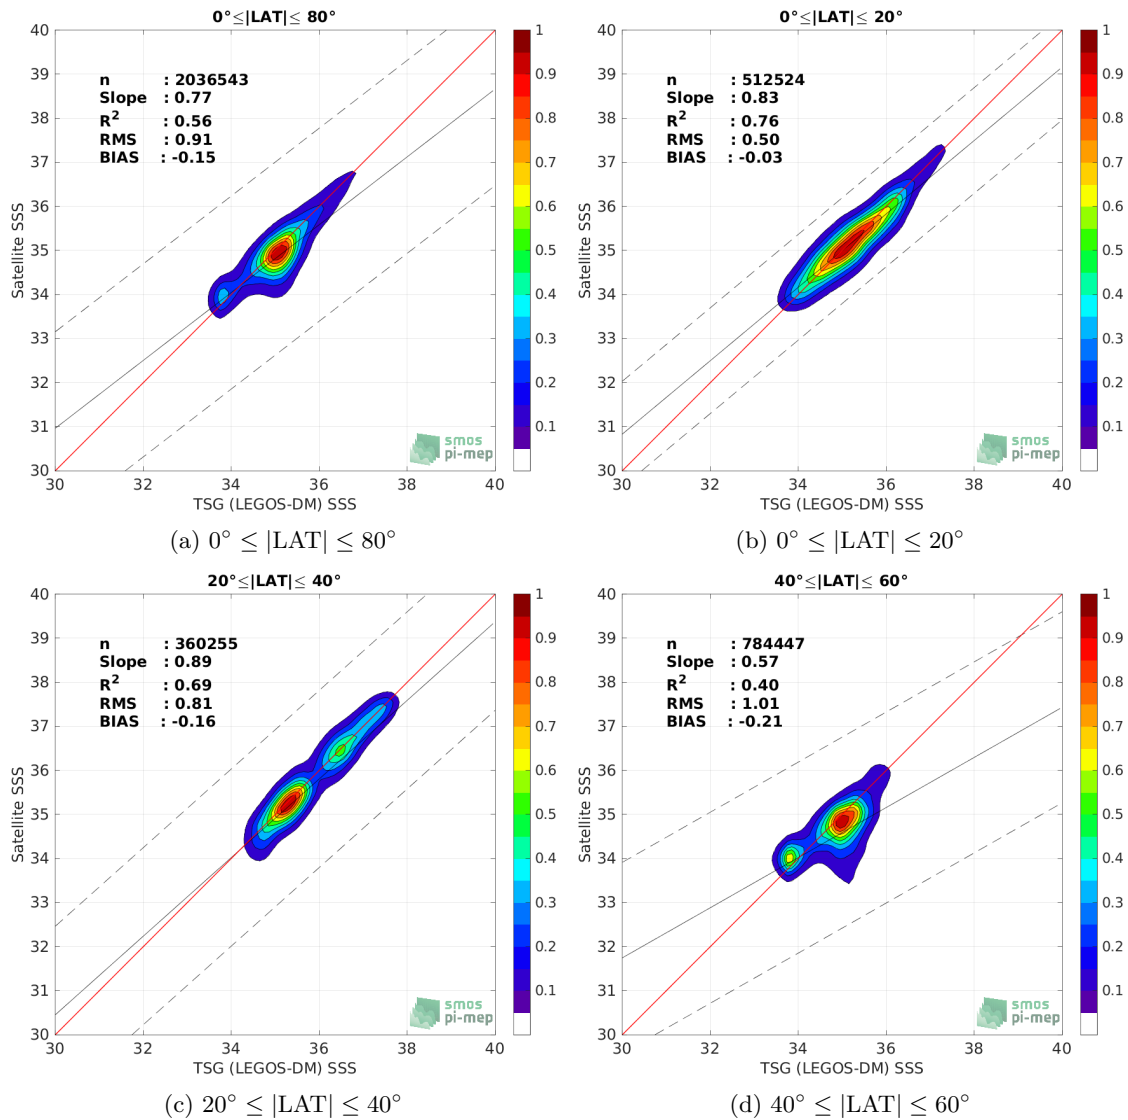 0°≤|LAT|≤ 80°
40
39
38
37
36
35
34
33
32
31
30
30 32 34 36 38 40
Satellite SSS
TSG (LEGOS-DM) SSS
n : 2036543
Slope : 0.77
R² : 0.56
RMS : 0.91
BIAS : -0.15
smos
pi-mep
1
0.9
0.8
0.7
0.6
0.5
0.4
0.3
0.2
0.1
(a) 0° ≤ |LAT| ≤ 80°
0°≤|LAT|≤ 20°
40
39
38
37
36
35
34
33
32
31
30
30 32 34 36 38 40
Satellite SSS
TSG (LEGOS-DM) SSS
n : 512524
Slope : 0.83
R² : 0.76
RMS : 0.50
BIAS : -0.03
smos
pi-mep
1
0.9
0.8
0.7
0.6
0.5
0.4
0.3
0.2
0.1
(b) 0° ≤ |LAT| ≤ 20°
20°≤|LAT|≤ 40°
40
39
38
37
36
35
34
33
32
31
30
30 32 34 36 38 40
Satellite SSS
TSG (LEGOS-DM) SSS
n : 360255
Slope : 0.89
R² : 0.69
RMS : 0.81
BIAS : -0.16
smos
pi-mep
1
0.9
0.8
0.7
0.6
0.5
0.4
0.3
0.2
0.1
(c) 20° ≤ |LAT| ≤ 40°
40°≤|LAT|≤ 60°
40
39
38
37
36
35
34
33
32
31
30
30 32 34 36 38 40
Satellite SSS
TSG (LEGOS-DM) SSS
n : 784447
Slope : 0.57
R² : 0.40
RMS : 1.01
BIAS : -0.21
smos
pi-mep
1
0.9
0.8
0.7
0.6
0.5
0.4
0.3
0.2
0.1
(d) 40° ≤ |LAT| ≤ 60°